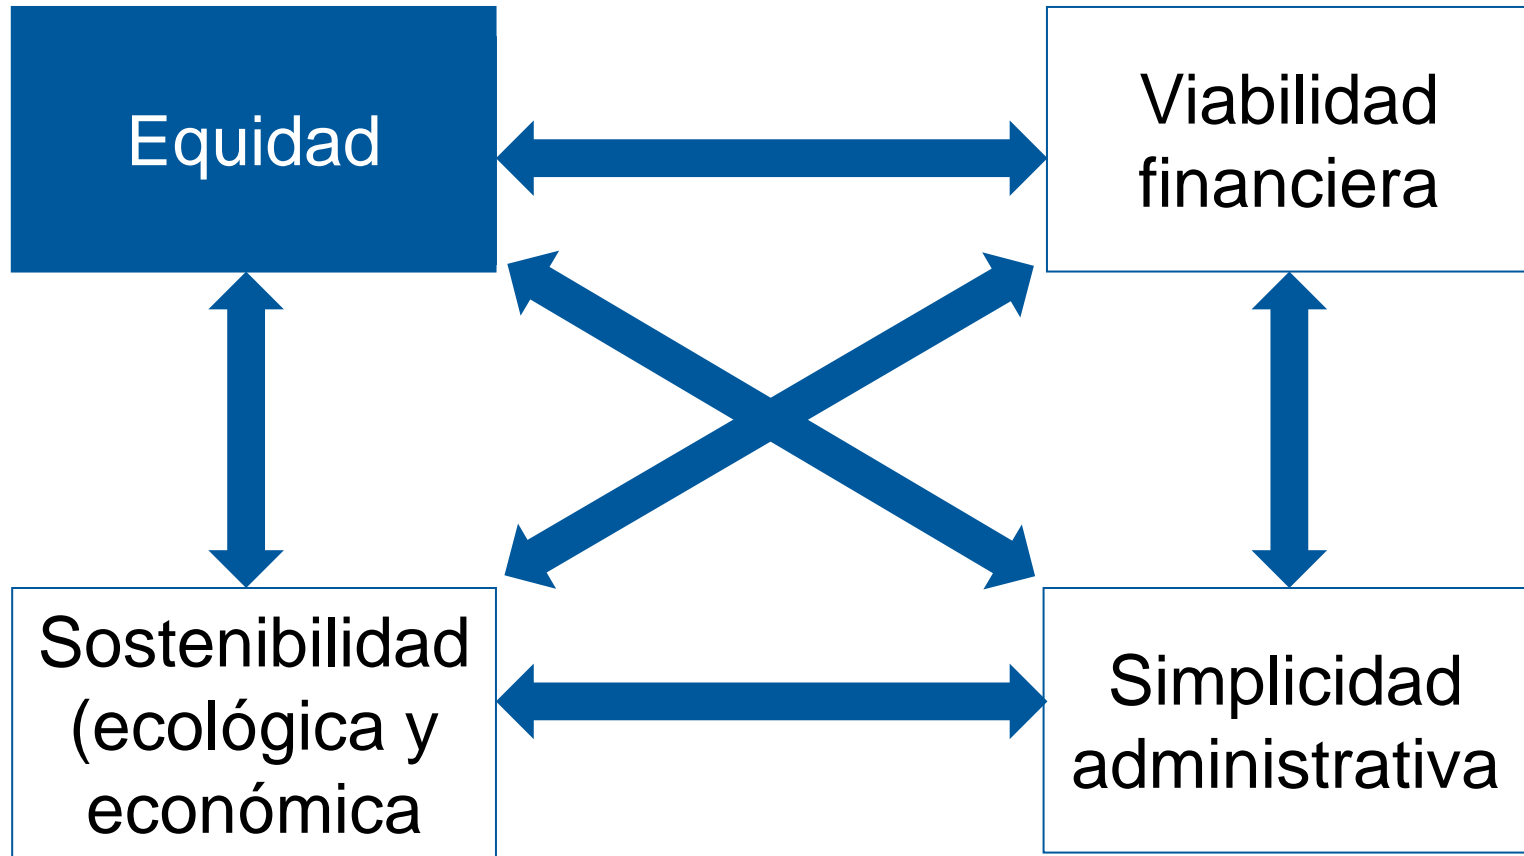 Equidad
Viabilidad
financiera
Sostenibilidad
(ecológica y
económica
Simplicidad
administrativa